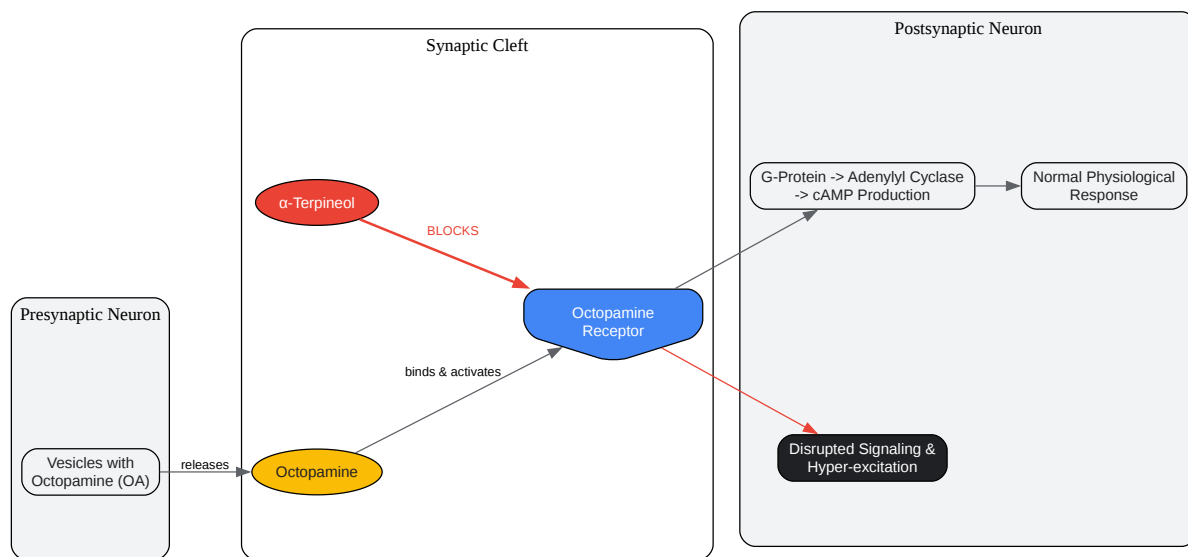 Presynaptic Neuron
Vesicles with
Octopamine (OA)
releases
Synaptic Cleft
α-Terpineol
BLOCKS
Octopamine
Receptor
binds & activates
Octopamine
Postsynaptic Neuron
G-Protein -> Adenylyl Cyclase
-> cAMP Production
Normal Physiological
Response
Disrupted Signaling &
Hyper-excitation